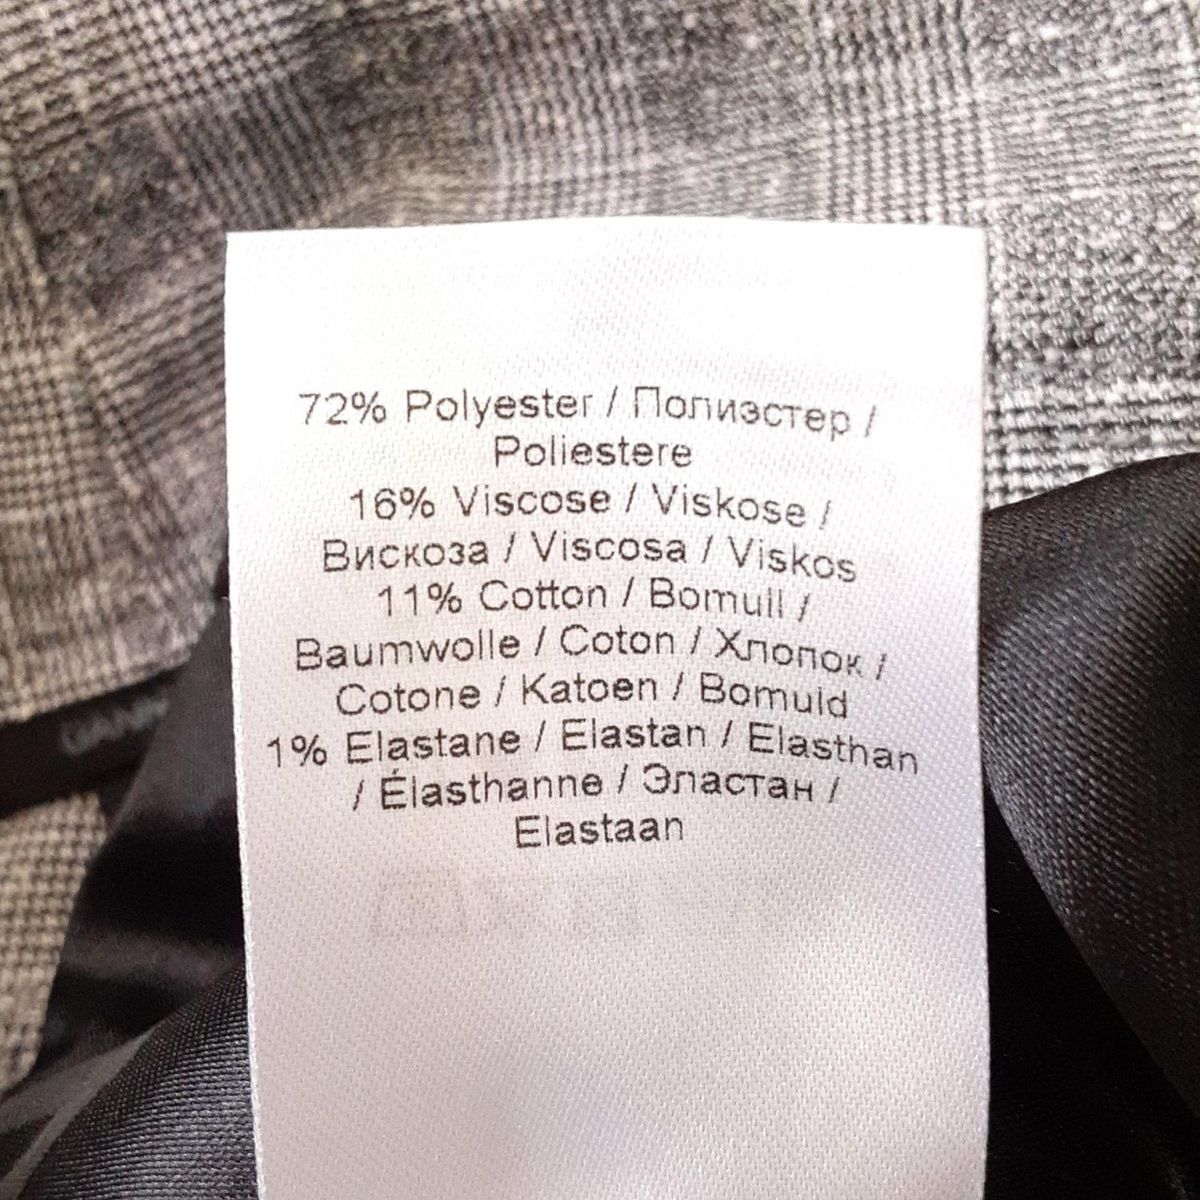 72% Polyester / Полиэстер /
Poliestere
16% Viscose / Viskose /
Вискоза / Viscosa / Viskos
11% Cotton / Bomull /
Baumwolle / Coton / Хлопок /
Cotone / Katoen / Bomuld
1% Elastane / Elastan / Elasthan
/ Élasthanne / Эластан /
Elastaan